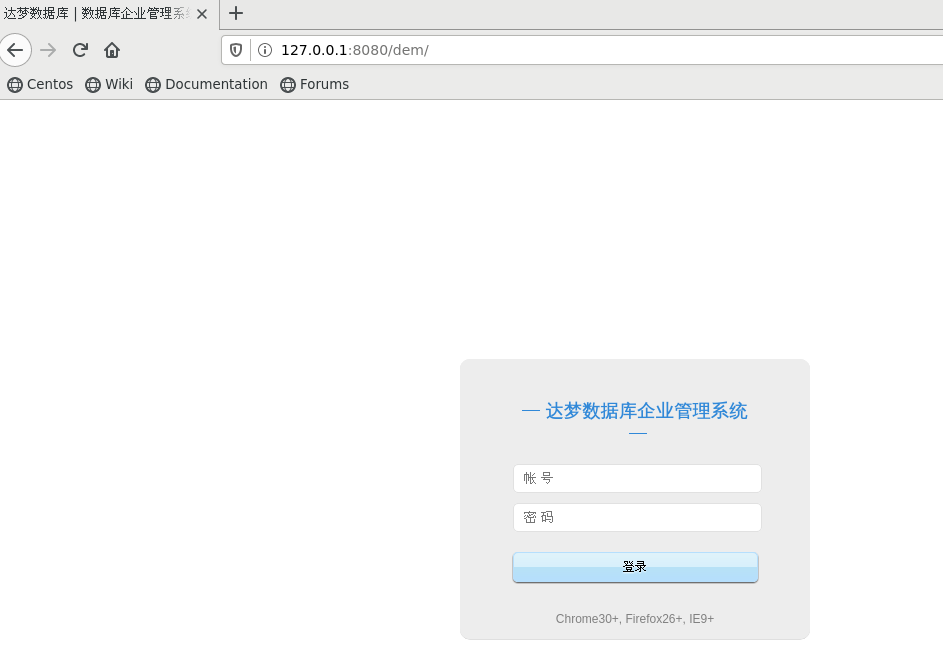 达梦数据库 | 数据库企业管理系
127.0.0.1:8080/dem/
Centos Wiki Documentation Forums
— 达梦数据库企业管理系统
—
帐 号
密 码
登录
Chrome30+, Firefox26+, IE9+